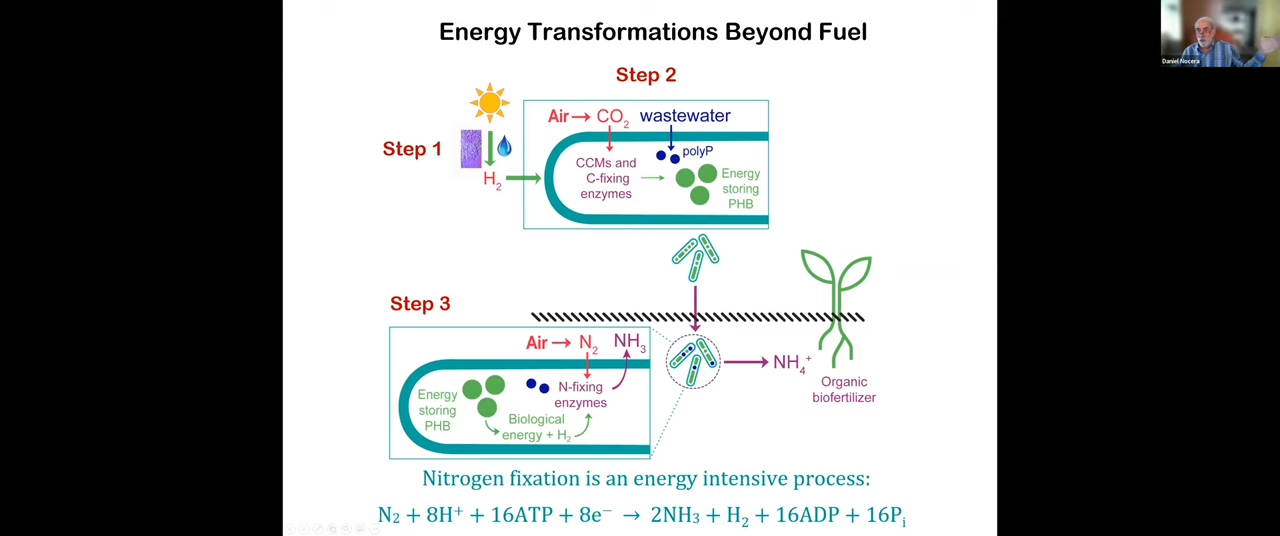 Energy Transformations Beyond Fuel
Daniel Nocera
Step 2
Air → CO₂
wastewater
Step 1
polyP
CCMs and
C-fixing
enzymes
Energy
storing
PHB
H₂
Step 3
Air → N₂
NH₃
N-fixing
enzymes
Energy
storing
PHB
Biological
energy + H₂
NH₄⁺
Organic
biofertilizer
Nitrogen fixation is an energy intensive process:
N₂ + 8H⁺ + 16ATP + 8e⁻ → 2NH₃ + H₂ + 16ADP + 16Pᵢ